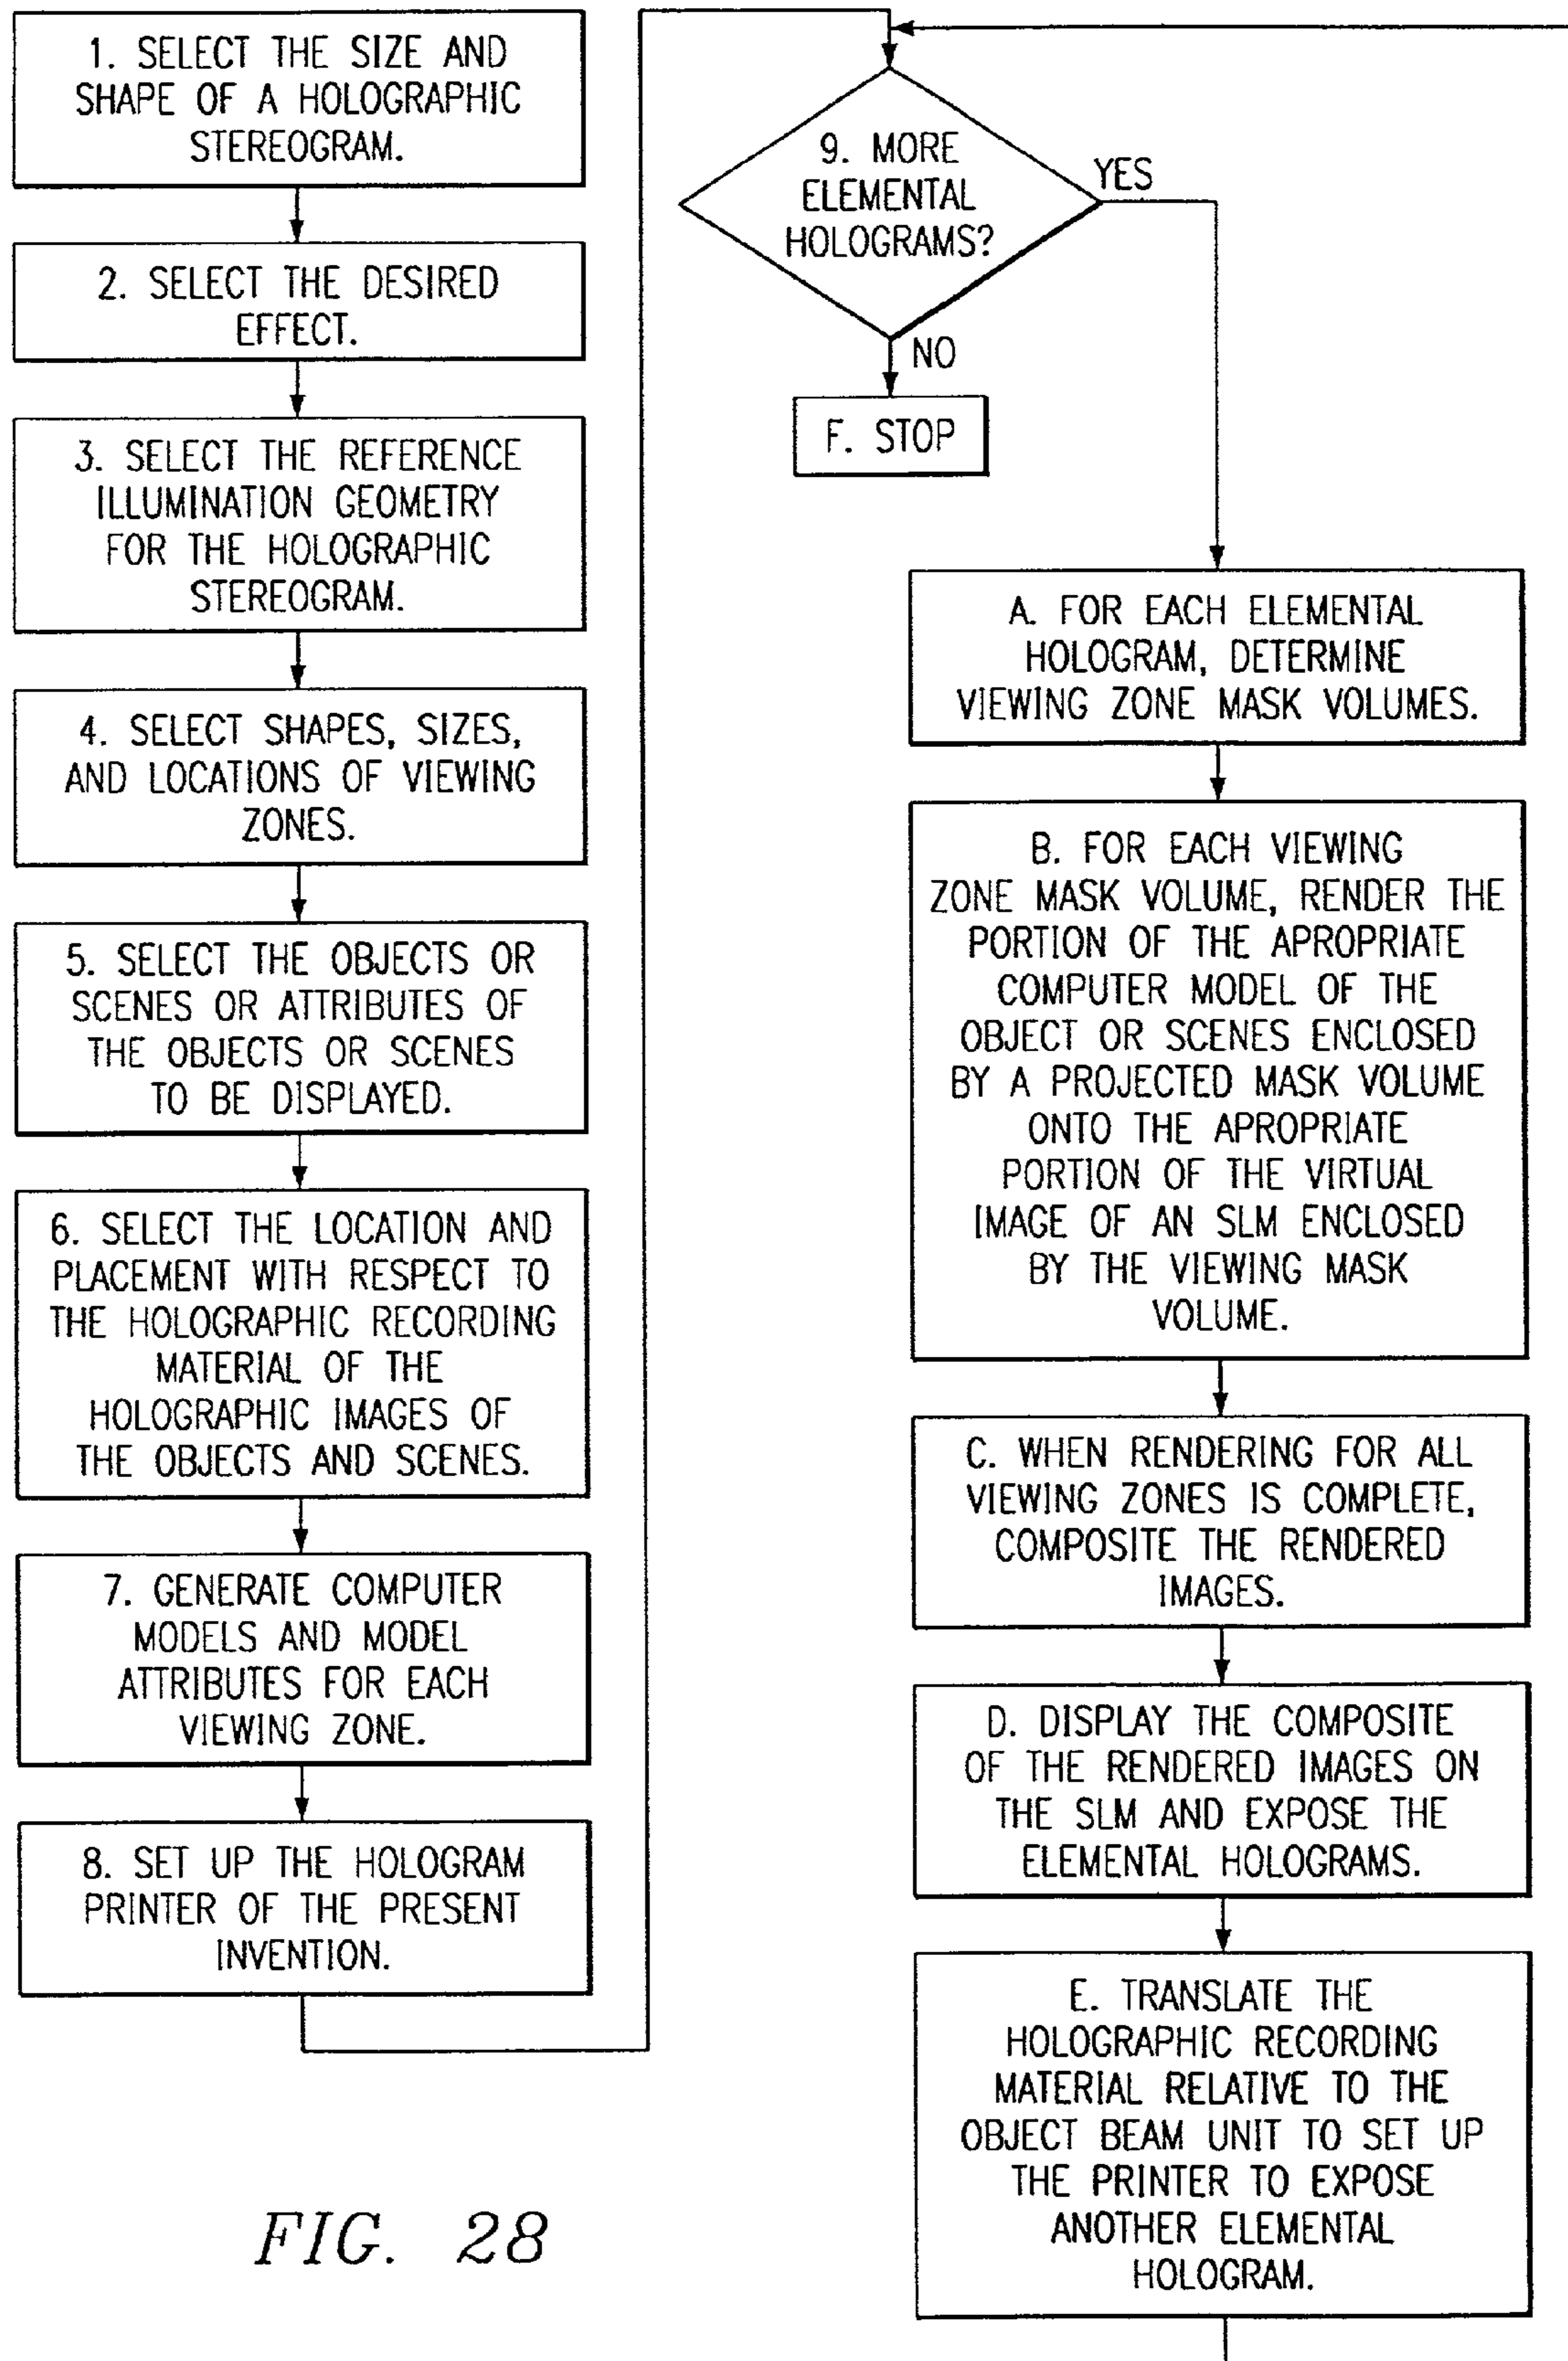 1. SELECT THE SIZE AND
SHAPE OF A HOLOGRAPHIC
STEREOGRAM.
2. SELECT THE DESIRED
EFFECT.
3. SELECT THE REFERENCE
ILLUMINATION GEOMETRY
FOR THE HOLOGRAPHIC
STEREOGRAM.
4. SELECT SHAPES, SIZES,
AND LOCATIONS OF VIEWING
ZONES.
5. SELECT THE OBJECTS OR
SCENES OR ATTRIBUTES OF
THE OBJECTS OR SCENES
TO BE DISPLAYED.
6. SELECT THE LOCATION AND
PLACEMENT WITH RESPECT TO
THE HOLOGRAPHIC RECORDING
MATERIAL OF THE
HOLOGRAPHIC IMAGES OF
THE OBJECTS AND SCENES.
7. GENERATE COMPUTER
MODELS AND MODEL
ATTRIBUTES FOR EACH
VIEWING ZONE.
8. SET UP THE HOLOGRAM
PRINTER OF THE PRESENT
INVENTION.
9. MORE
ELEMENTAL
HOLOGRAMS?
YES
NO
F. STOP
A. FOR EACH ELEMENTAL
HOLOGRAM, DETERMINE
VIEWING ZONE MASK VOLUMES.
B. FOR EACH VIEWING
ZONE MASK VOLUME, RENDER THE
PORTION OF THE APROPRIATE
COMPUTER MODEL OF THE
OBJECT OR SCENES ENCLOSED
BY A PROJECTED MASK VOLUME
ONTO THE APROPRIATE
PORTION OF THE VIRTUAL
IMAGE OF AN SLM ENCLOSED
BY THE VIEWING MASK
VOLUME.
C. WHEN RENDERING FOR ALL
VIEWING ZONES IS COMPLETE,
COMPOSITE THE RENDERED
IMAGES.
D. DISPLAY THE COMPOSITE
OF THE RENDERED IMAGES ON
THE SLM AND EXPOSE THE
ELEMENTAL HOLOGRAMS.
E. TRANSLATE THE
HOLOGRAPHIC RECORDING
MATERIAL RELATIVE TO THE
OBJECT BEAM UNIT TO SET UP
THE PRINTER TO EXPOSE
ANOTHER ELEMENTAL
HOLOGRAM.
FIG. 28